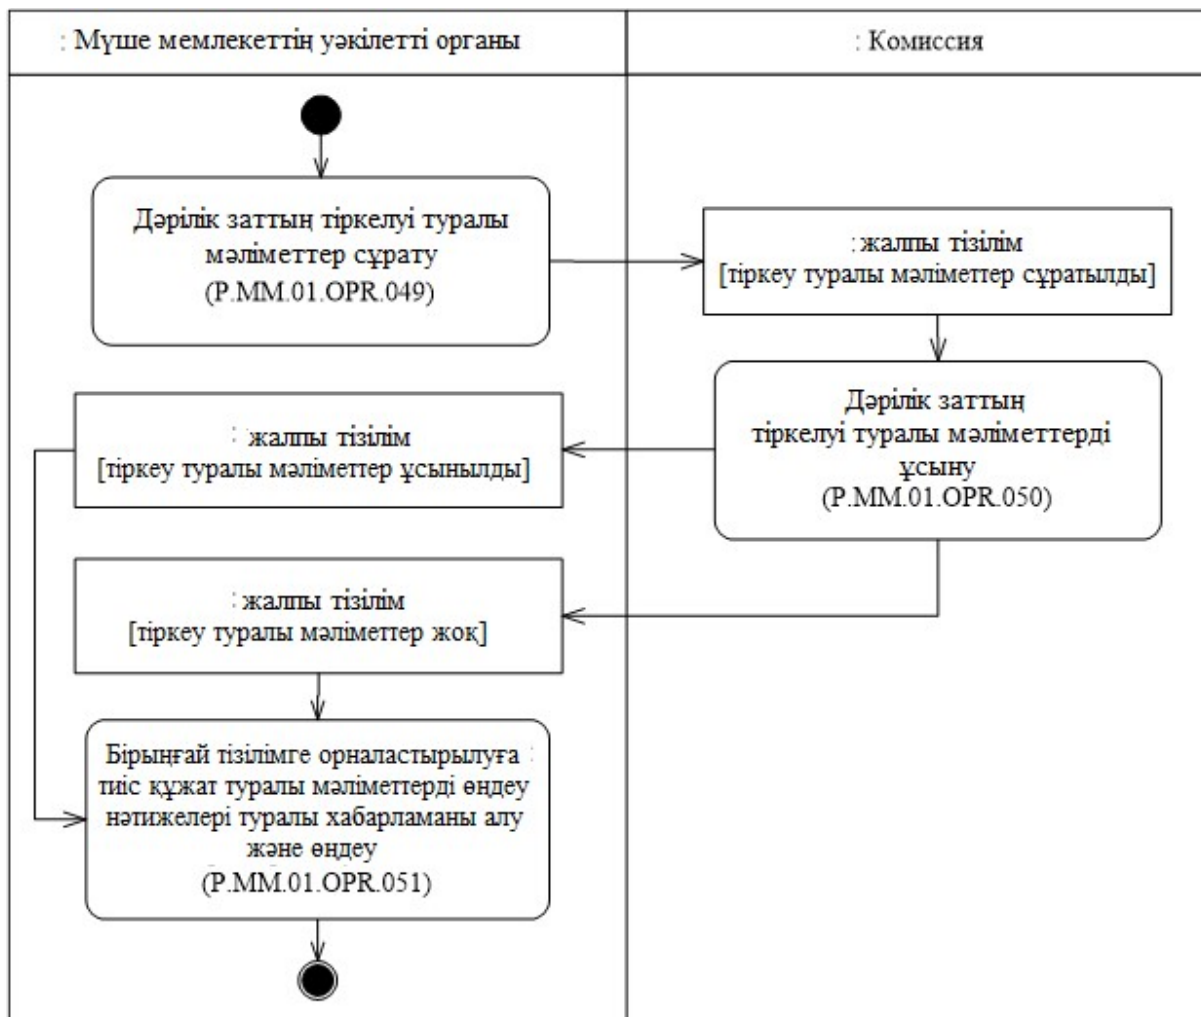 : Мүше мемлекеттің уәкілетті органы
: Комиссия
Дәрілік заттың тіркелуі туралы
мәліметтер сұрату
(P.MM.01.OPR.049)
: жалпы тізілім
[тіркеу туралы мәліметтер сұратылды]
Дәрілік заттың
тіркелуі туралы мәліметтерді
ұсыну
(P.MM.01.OPR.050)
: жалпы тізілім
[тіркеу туралы мәліметтер ұсынылды]
: жалпы тізілім
[тіркеу туралы мәліметтер жоқ]
Бірыңғай тізілімге орналастырылуға
тиіс құжат туралы мәліметтерді өңдеу
нәтижелері туралы хабарламаны алу
және өңдеу
(P.MM.01.OPR.051)